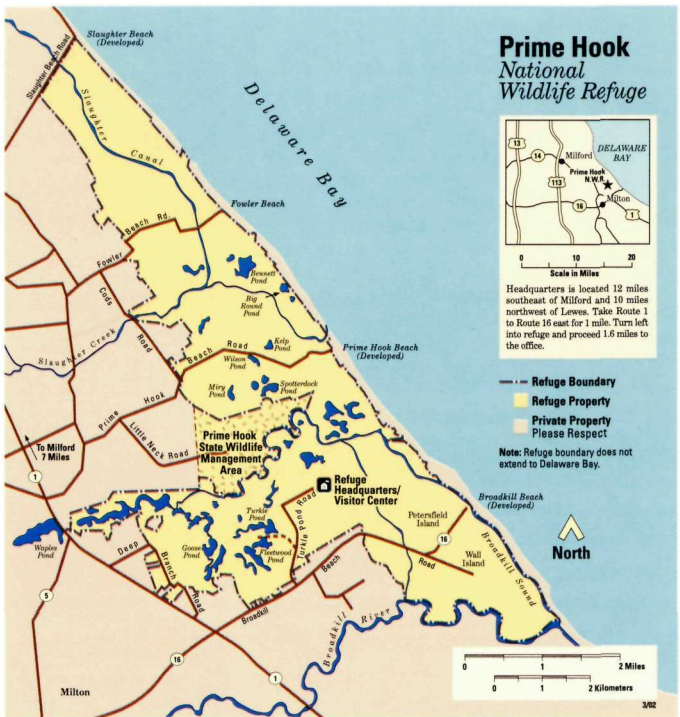 Prime Hook
National
Wildlife Refuge
Slaughter Beach
(Developed)
Slaughter Beach Road
Slaughter
Canal
Delaware Bay
13
14
Milford
DELAWARE
BAY
113
Prime Hook
N.W.R.
16
Milton
1
0 10 20
Scale in Miles
Headquarters is located 12 miles
southeast of Milford and 10 miles
northwest of Lewes. Take Route 1
to Route 16 east for 1 mile. Turn left
into refuge and proceed 1.6 miles to
the office.
Refuge Boundary
Refuge Property
Private Property
Please Respect
Note: Refuge boundary does not
extend to Delaware Bay.
Fowler Beach
Fowler Beach Rd.
Bennett
Pond
Big
Round
Pond
Cods Road
Slaughter Creek
Kelp
Pond
Wilson
Pond
Prime Hook Beach Road
Prime Hook Beach
(Developed)
Miry
Pond
Spotterdock
Pond
Little Neck Road
Prime Hook
State Wildlife
Management
Area
To Milford
7 Miles
1
Refuge
Headquarters/
Visitor Center
Turkle
Pond
Turkle Pond Road
Petersfield
Island
Broadkill Beach
(Developed)
16
Wall
Island
Broadkill Sound
North
Waples
Pond
Deep Branch Road
Goose
Pond
Fleetwood
Pond
Broadkill Beach Road
5
Broadkill River
16
1
Milton
0 1 2 Miles
0 1 2 Kilometers
3/02